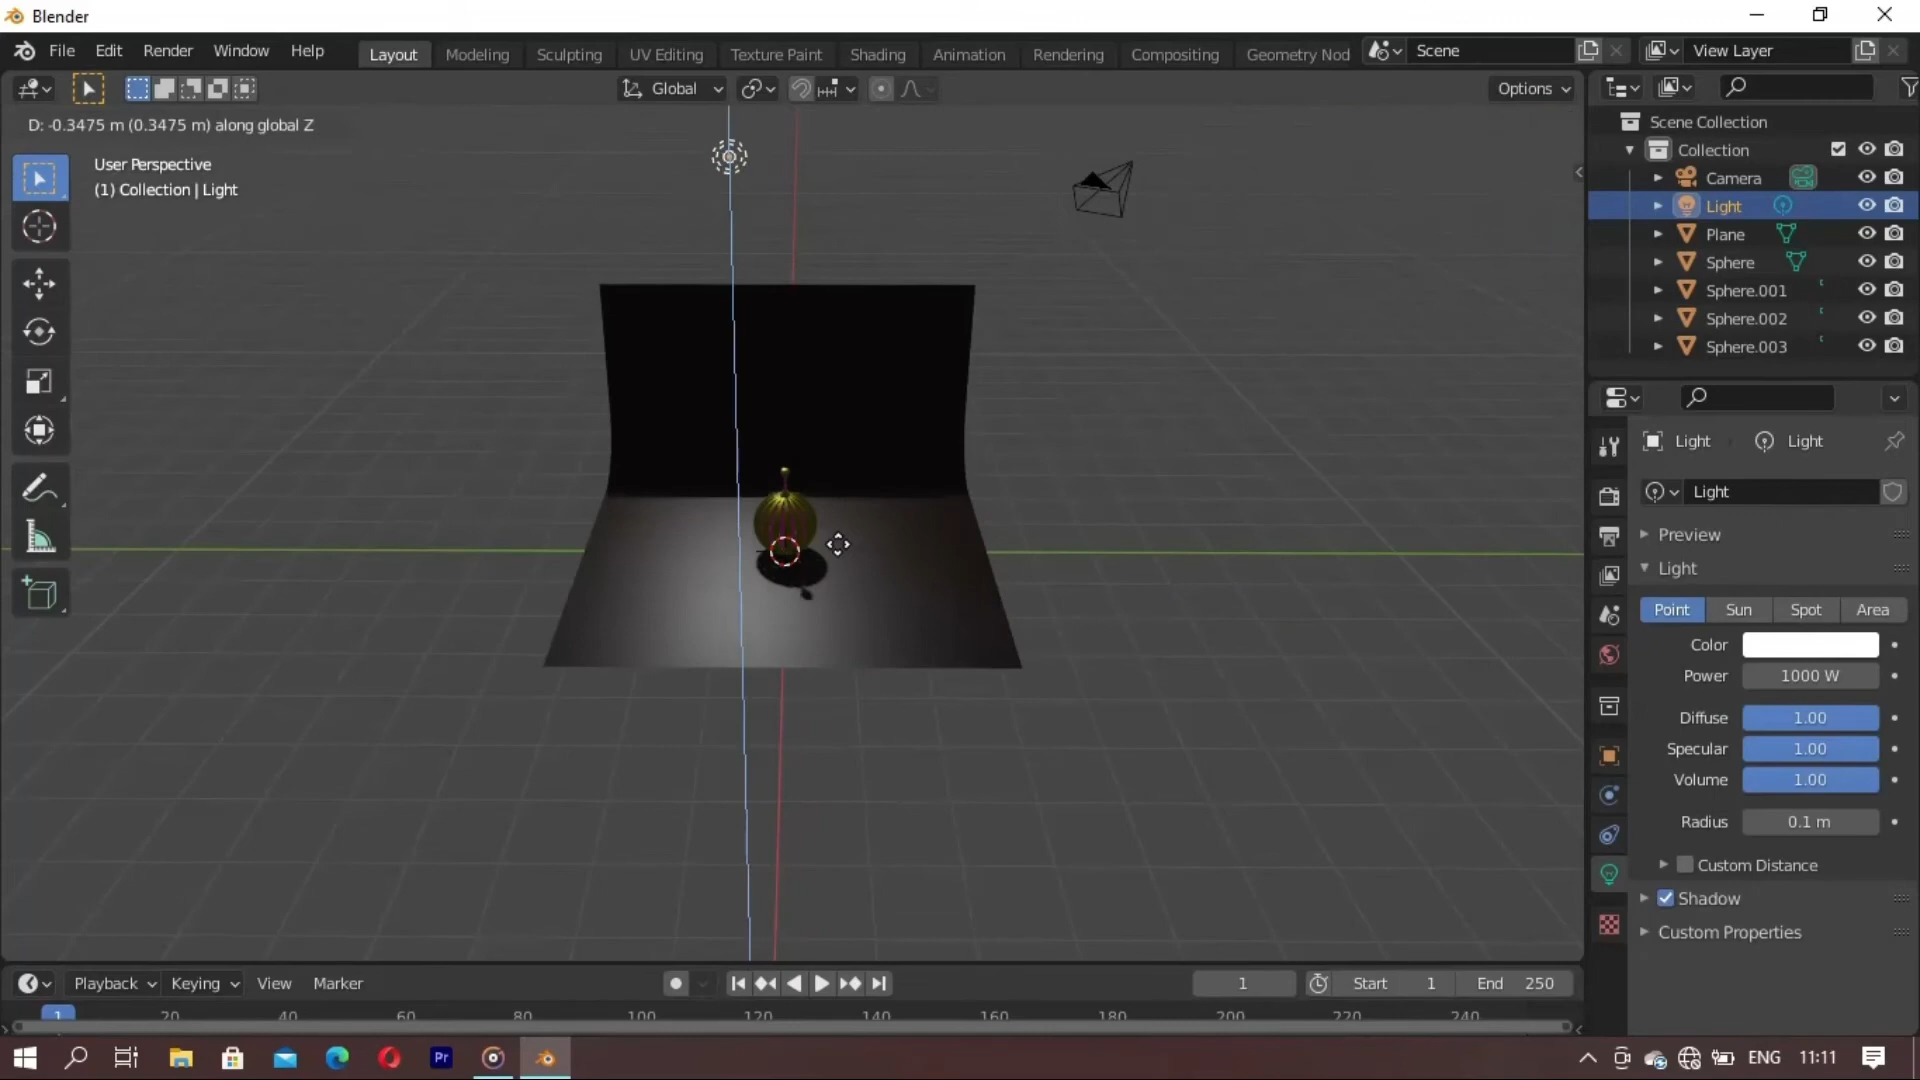 Blender
File Edit Render Window Help
Layout Modeling Sculpting UV Editing Texture Paint Shading Animation Rendering Compositing Geometry Nod
Scene
View Layer
Global
Options
D: -0.3475 m (0.3475 m) along global Z
User Perspective
(1) Collection | Light
Scene Collection
Collection
Camera
Light
Plane
Sphere
Sphere.001
Sphere.002
Sphere.003
Light Light
Light
Preview
Light
Point Sun Spot Area
Color
Power 1000 W
Diffuse 1.00
Specular 1.00
Volume 1.00
Radius 0.1 m
Custom Distance
Shadow
Custom Properties
Playback Keying View Marker
1 Start 1 End 250
1 20 40 60 80 100 120 140 160 180 200 220 240
Pr ENG 11:11